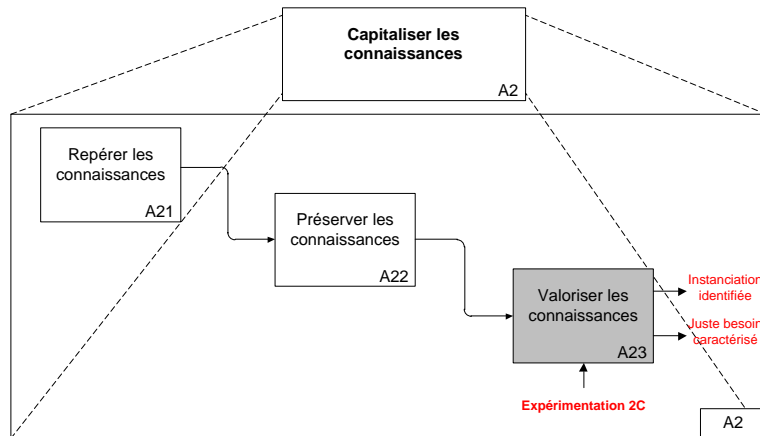 Capitaliser les
connaissances
A2
Repérer les
connaissances
A21
Préserver les
connaissances
A22
Valoriser les
connaissances
A23
Instanciation
identifiée
Juste besoin
caractérisé
Expérimentation 2C
A2